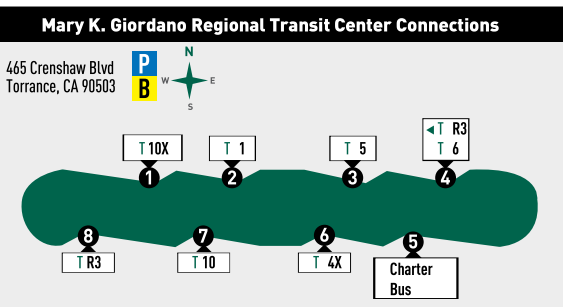 Mary K. Giordano Regional Transit Center Connections
465 Crenshaw Blvd
Torrance, CA 90503
P
B
N
W
E
S
T 10X
T 1
T 5
◀T R3
T 6
1
2
3
4
8
7
6
5
T R3
T 10
T 4X
Charter
Bus